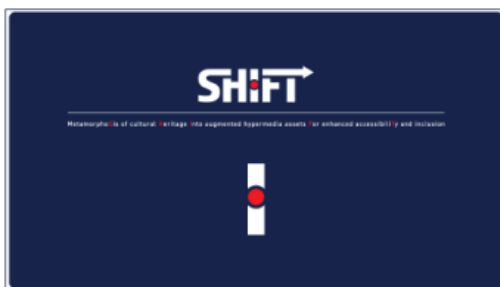 SHIFT
MetamorphoSis of cultural Heritage Into augmented hypermedia assets For enhanced accessibiliTy and inclusion